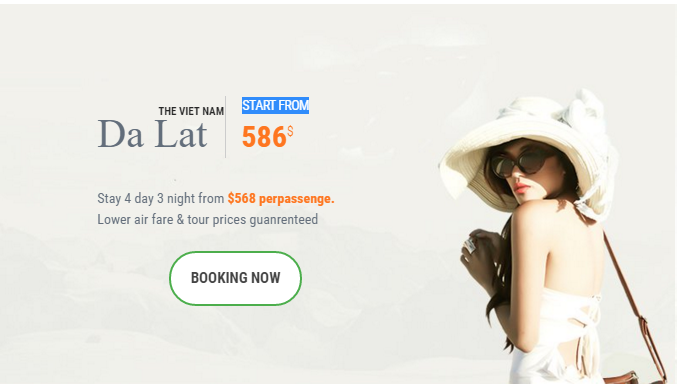 THE VIET NAM
Da Lat
START FROM
586$
Stay 4 day 3 night from $568 perpassenge.
Lower air fare & tour prices guanrenteed
BOOKING NOW